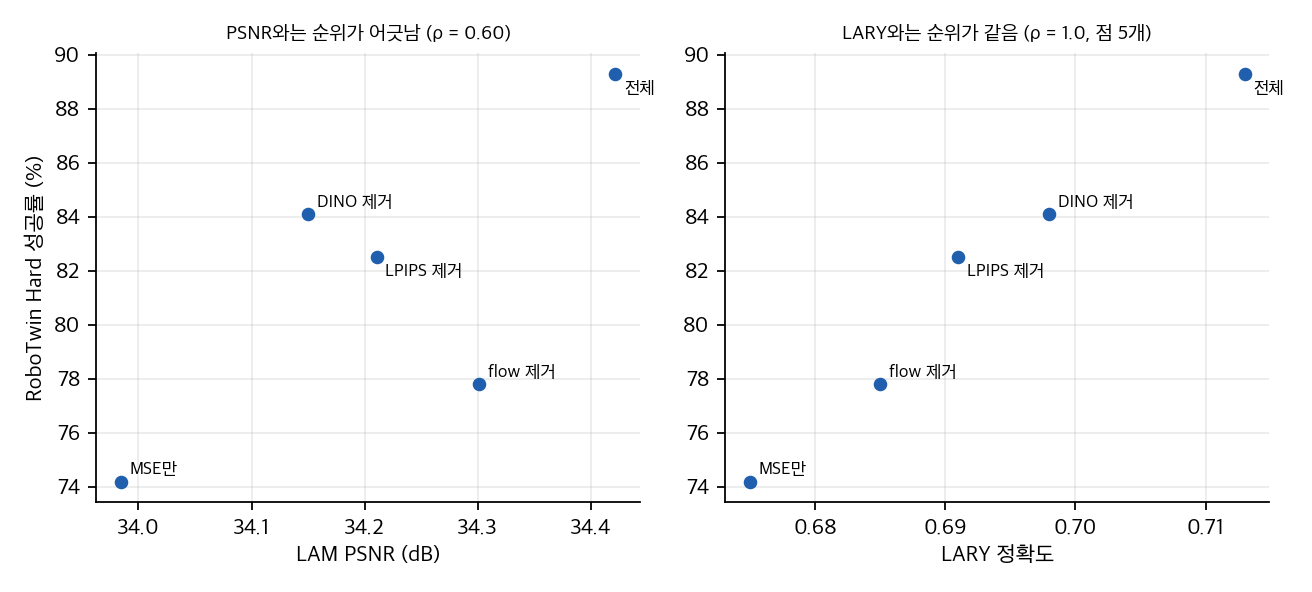 PSNR와는 순위가 어긋남 (ρ = 0.60)
RoboTwin Hard 성공률 (%)
90
88
86
84
82
80
78
76
74
전체
DINO 제거
LPIPS 제거
flow 제거
MSE만
34.0
34.1
34.2
34.3
34.4
LAM PSNR (dB)
LARY와는 순위가 같음 (ρ = 1.0, 점 5개)
90
88
86
84
82
80
78
76
74
전체
DINO 제거
LPIPS 제거
flow 제거
MSE만
0.68
0.69
0.70
0.71
LARY 정확도